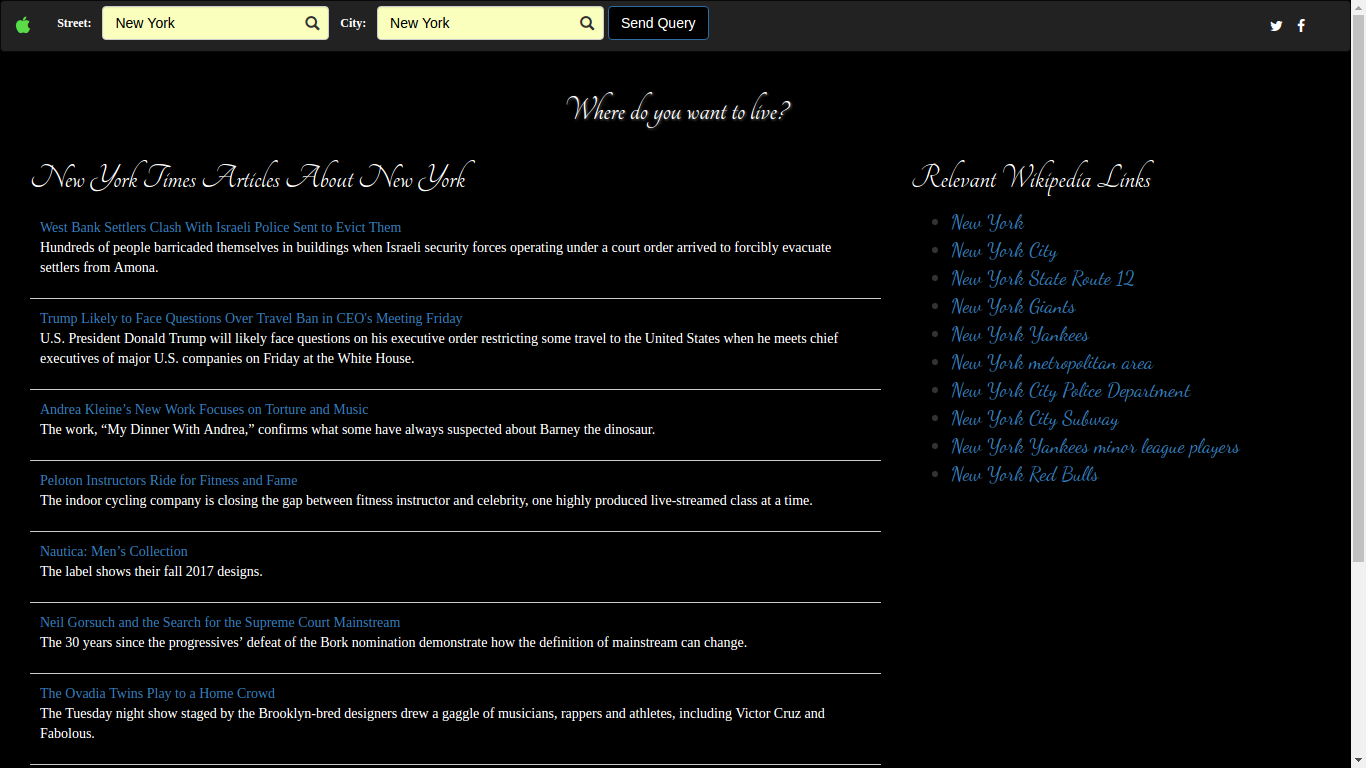 Street: New York City: New York Send Query
Where do you want to live?
New York Times Articles About New York
West Bank Settlers Clash With Israeli Police Sent to Evict Them
Hundreds of people barricaded themselves in buildings when Israeli security forces operating under a court order arrived to forcibly evacuate
settlers from Amona.
Trump Likely to Face Questions Over Travel Ban in CEO's Meeting Friday
U.S. President Donald Trump will likely face questions on his executive order restricting some travel to the United States when he meets chief
executives of major U.S. companies on Friday at the White House.
Andrea Kleine’s New Work Focuses on Torture and Music
The work, “My Dinner With Andrea,” confirms what some have always suspected about Barney the dinosaur.
Peloton Instructors Ride for Fitness and Fame
The indoor cycling company is closing the gap between fitness instructor and celebrity, one highly produced live-streamed class at a time.
Nautica: Men’s Collection
The label shows their fall 2017 designs.
Neil Gorsuch and the Search for the Supreme Court Mainstream
The 30 years since the progressives’ defeat of the Bork nomination demonstrate how the definition of mainstream can change.
The Ovadia Twins Play to a Home Crowd
The Tuesday night show staged by the Brooklyn-bred designers drew a gaggle of musicians, rappers and athletes, including Victor Cruz and
Fabolous.
Relevant Wikipedia Links
New York
New York City
New York State Route 12
New York Giants
New York Yankees
New York metropolitan area
New York City Police Department
New York City Subway
New York Yankees minor league players
New York Red Bulls